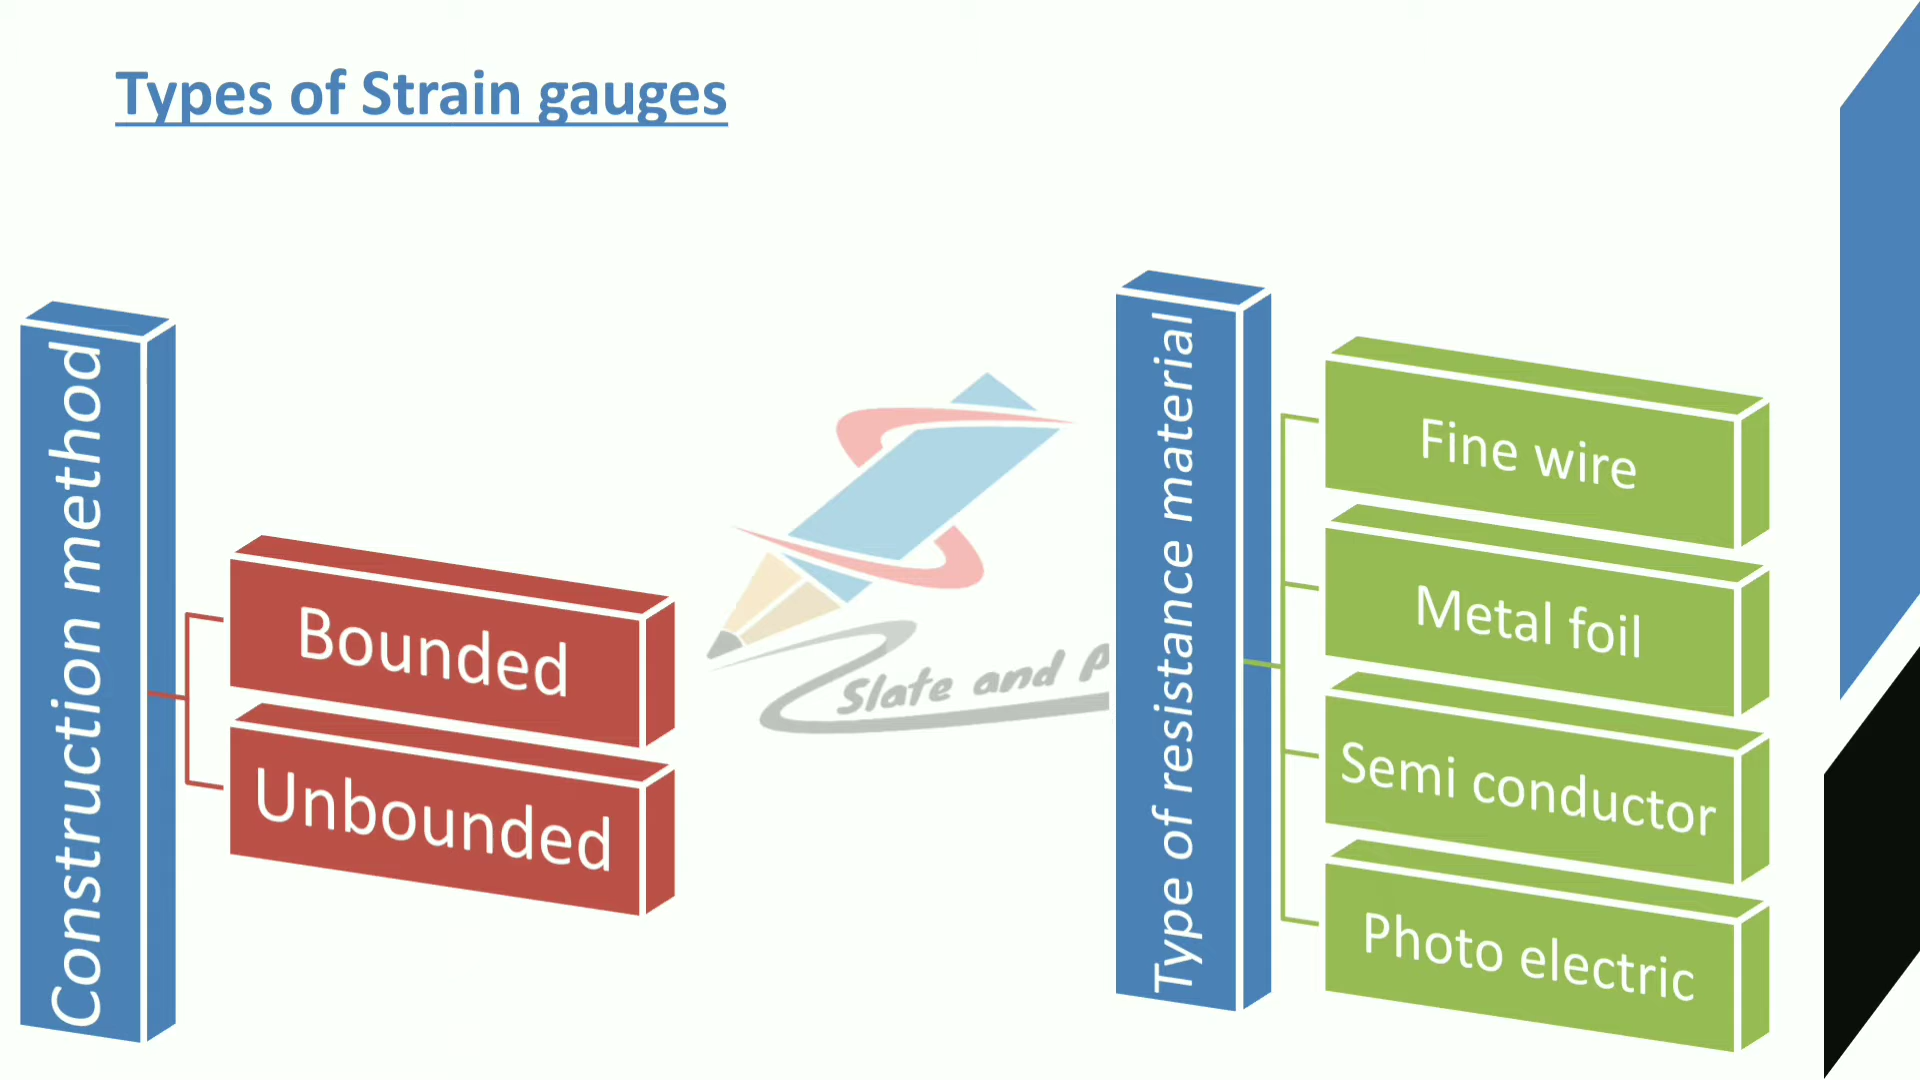 Types of Strain gauges
Construction method
Bounded
Unbounded
Slate and P
Type of resistance material
Fine wire
Metal foil
Semi conductor
Photo electric